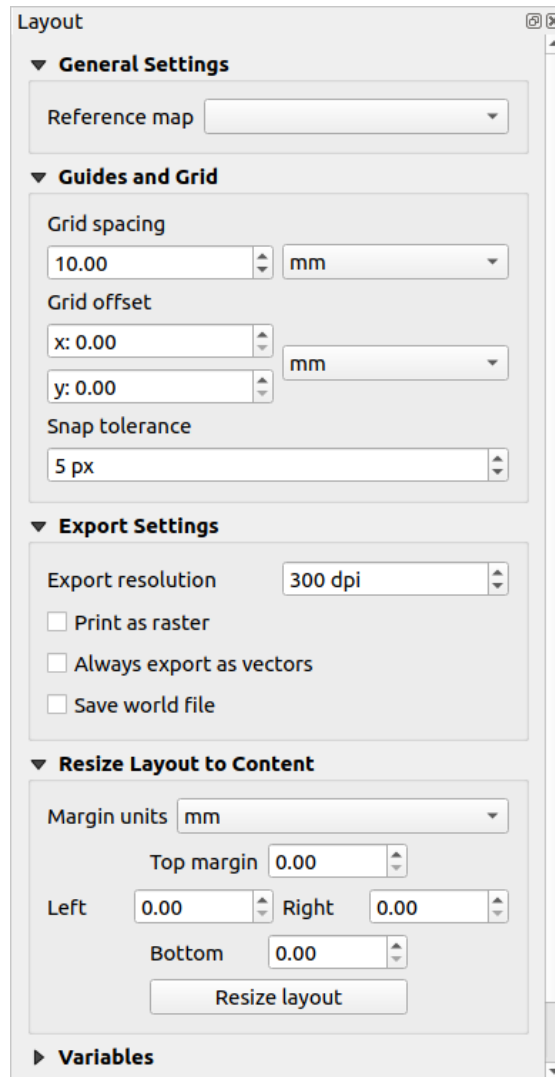 Layout
General Settings
Reference map
Guides and Grid
Grid spacing
10.00 mm
Grid offset
x: 0.00
mm
y: 0.00
Snap tolerance
5 px
Export Settings
Export resolution 300 dpi
Print as raster
Always export as vectors
Save world file
Resize Layout to Content
Margin units mm
Top margin 0.00
Left 0.00 Right 0.00
Bottom 0.00
Resize layout
Variables